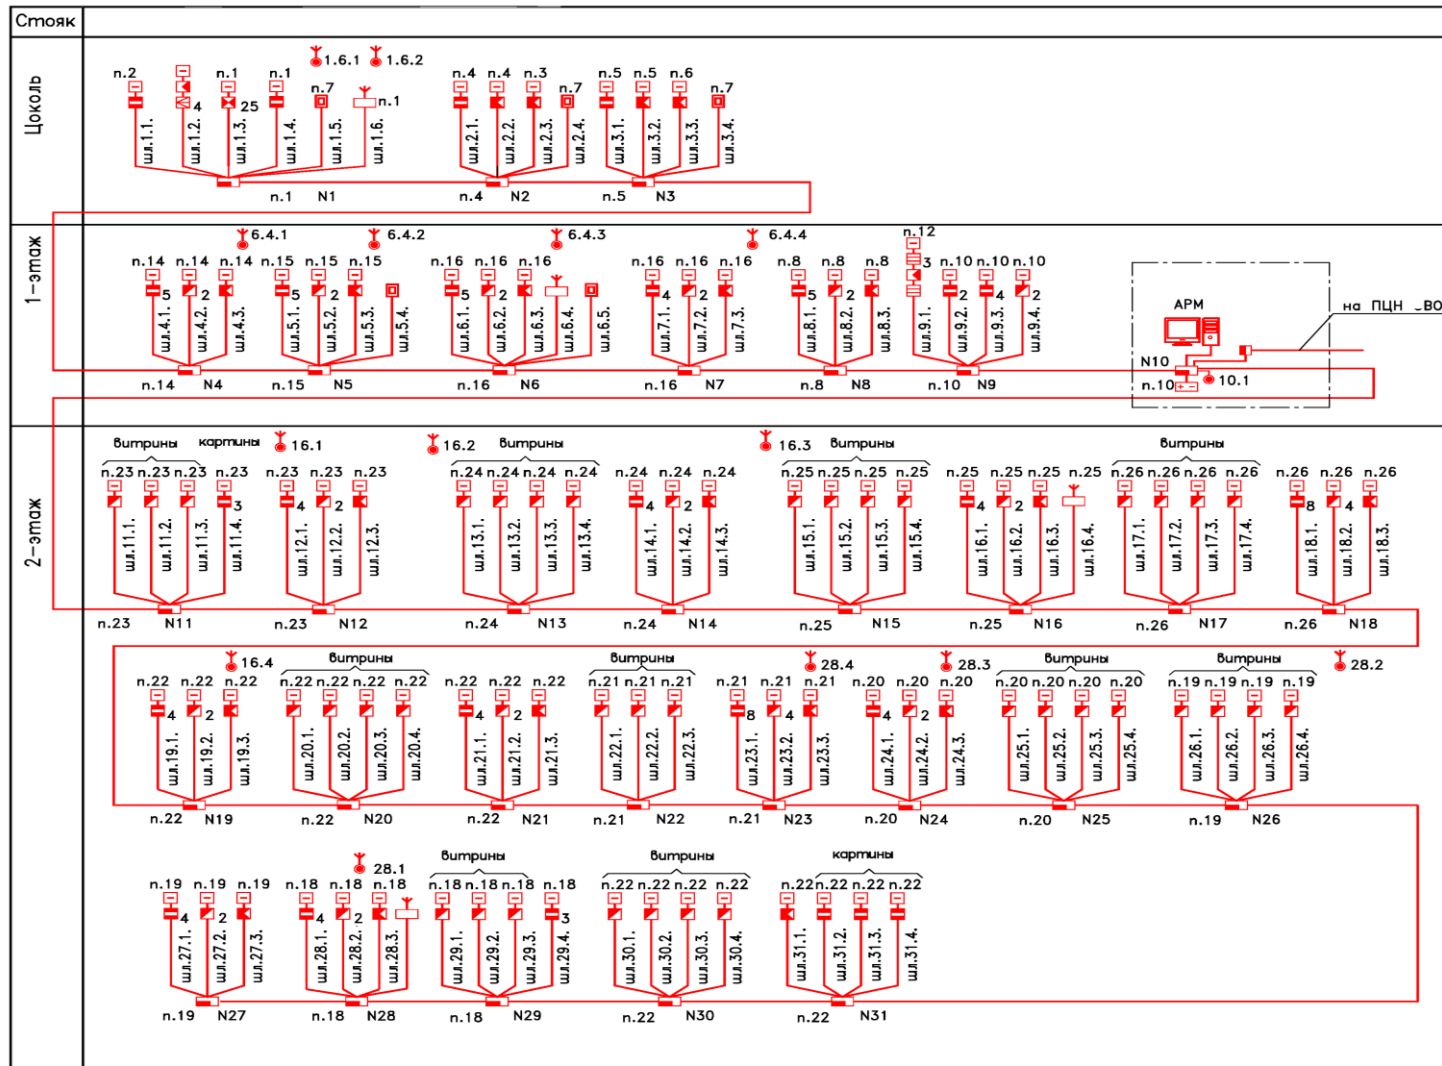 Стояк
Цоколь
1.6.1 1.6.2
п.2 п.1 п.1 п.7 п.1 п.4 п.4 п.3 п.7 п.5 п.5 п.6 п.7
4 25
шл.1.1. шл.1.2. шл.1.3. шл.1.4. шл.1.5. шл.1.6. шл.2.1. шл.2.2. шл.2.3. шл.2.4. шл.3.1. шл.3.2. шл.3.3. шл.3.4.
п.1 N1 п.4 N2 п.5 N3
1-этаж
6.4.1 6.4.2 6.4.3 6.4.4 п.12
п.14 п.14 п.14 п.15 п.15 п.15 п.16 п.16 п.16 п.16 п.16 п.16 п.8 п.8 п.8 3 п.10 п.10 п.10
5 2 5 2 5 2 4 2 5 2 2 4 2
шл.4.1. шл.4.2. шл.4.3. шл.5.1. шл.5.2. шл.5.3. шл.5.4. шл.6.1. шл.6.2. шл.6.3. шл.6.4. шл.6.5. шл.7.1. шл.7.2. шл.7.3. шл.8.1. шл.8.2. шл.8.3. шл.9.1. шл.9.2. шл.9.3. шл.9.4.
п.14 N4 п.15 N5 п.16 N6 п.16 N7 п.8 N8 п.10 N9
АРМ
на ПЦН
ВО
N10
п.10 10.1
+ -
2-этаж
витрины картины 16.1 16.2 витрины 16.3 витрины витрины
п.23 п.23 п.23 п.23 п.23 п.23 п.23 п.24 п.24 п.24 п.24 п.24 п.24 п.24 п.25 п.25 п.25 п.25 п.25 п.25 п.25 п.25 п.26 п.26 п.26 п.26 п.26 п.26 п.26
3 4 2 4 2 4 2 8 4
шл.11.1. шл.11.2. шл.11.3. шл.11.4. шл.12.1. шл.12.2. шл.12.3. шл.13.1. шл.13.2. шл.13.3. шл.13.4. шл.14.1. шл.14.2. шл.14.3. шл.15.1. шл.15.2. шл.15.3. шл.15.4. шл.16.1. шл.16.2. шл.16.3. шл.16.4. шл.17.1. шл.17.2. шл.17.3. шл.17.4. шл.18.1. шл.18.2. шл.18.3.
п.23 N11 п.23 N12 п.24 N13 п.24 N14 п.25 N15 п.25 N16 п.26 N17 п.26 N18
16.4 витрины витрины 28.4 28.3 витрины витрины 28.2
п.22 п.22 п.22 п.22 п.22 п.22 п.22 п.22 п.22 п.22 п.21 п.21 п.21 п.21 п.21 п.21 п.20 п.20 п.20 п.20 п.20 п.20 п.20 п.19 п.19 п.19 п.19
4 2 4 2 8 4 4 2
шл.19.1. шл.19.2. шл.19.3. шл.20.1. шл.20.2. шл.20.3. шл.20.4. шл.21.1. шл.21.2. шл.21.3. шл.22.1. шл.22.2. шл.22.3. шл.23.1. шл.23.2. шл.23.3. шл.24.1. шл.24.2. шл.24.3. шл.25.1. шл.25.2. шл.25.3. шл.25.4. шл.26.1. шл.26.2. шл.26.3. шл.26.4.
п.22 N19 п.22 N20 п.22 N21 п.21 N22 п.21 N23 п.20 N24 п.20 N25 п.19 N26
28.1 витрины витрины картины
п.19 п.19 п.19 п.18 п.18 п.18 п.18 п.18 п.18 п.18 п.22 п.22 п.22 п.22 п.22 п.22 п.22 п.22
4 2 4 2 3
шл.27.1. шл.27.2. шл.27.3. шл.28.1. шл.28.2. шл.28.3. шл.29.1. шл.29.2. шл.29.3. шл.29.4. шл.30.1. шл.30.2. шл.30.3. шл.30.4. шл.31.1. шл.31.2. шл.31.3. шл.31.4.
п.19 N27 п.18 N28 п.18 N29 п.22 N30 п.22 N31